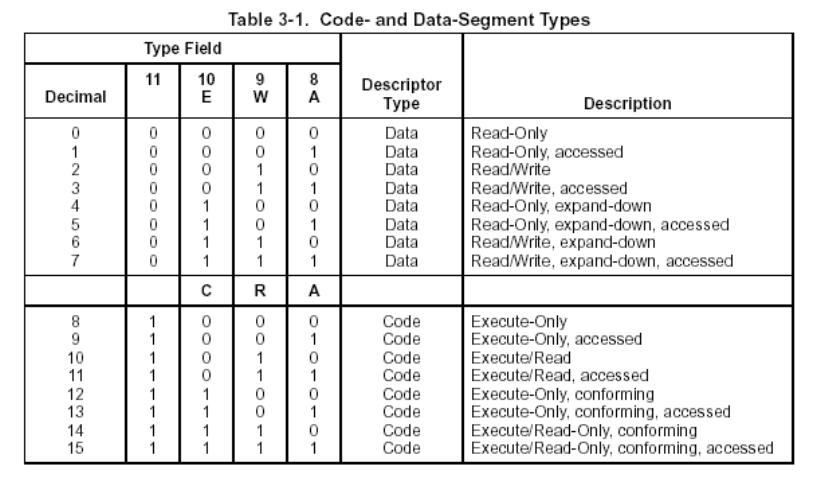 Table 3-1. Code- and Data-Segment Types
Type Field
Decimal 11 10 E 9 W 8 A Descriptor Type Description
0 0 0 0 0 Data Read-Only
1 0 0 0 1 Data Read-Only, accessed
2 0 0 1 0 Data Read/Write
3 0 0 1 1 Data Read/Write, accessed
4 0 1 0 0 Data Read-Only, expand-down
5 0 1 0 1 Data Read-Only, expand-down, accessed
6 0 1 1 0 Data Read/Write, expand-down
7 0 1 1 1 Data Read/Write, expand-down, accessed
C R A
8 1 0 0 0 Code Execute-Only
9 1 0 0 1 Code Execute-Only, accessed
10 1 0 1 0 Code Execute/Read
11 1 0 1 1 Code Execute/Read, accessed
12 1 1 0 0 Code Execute-Only, conforming
13 1 1 0 1 Code Execute-Only, conforming, accessed
14 1 1 1 0 Code Execute/Read-Only, conforming
15 1 1 1 1 Code Execute/Read-Only, conforming, accessed